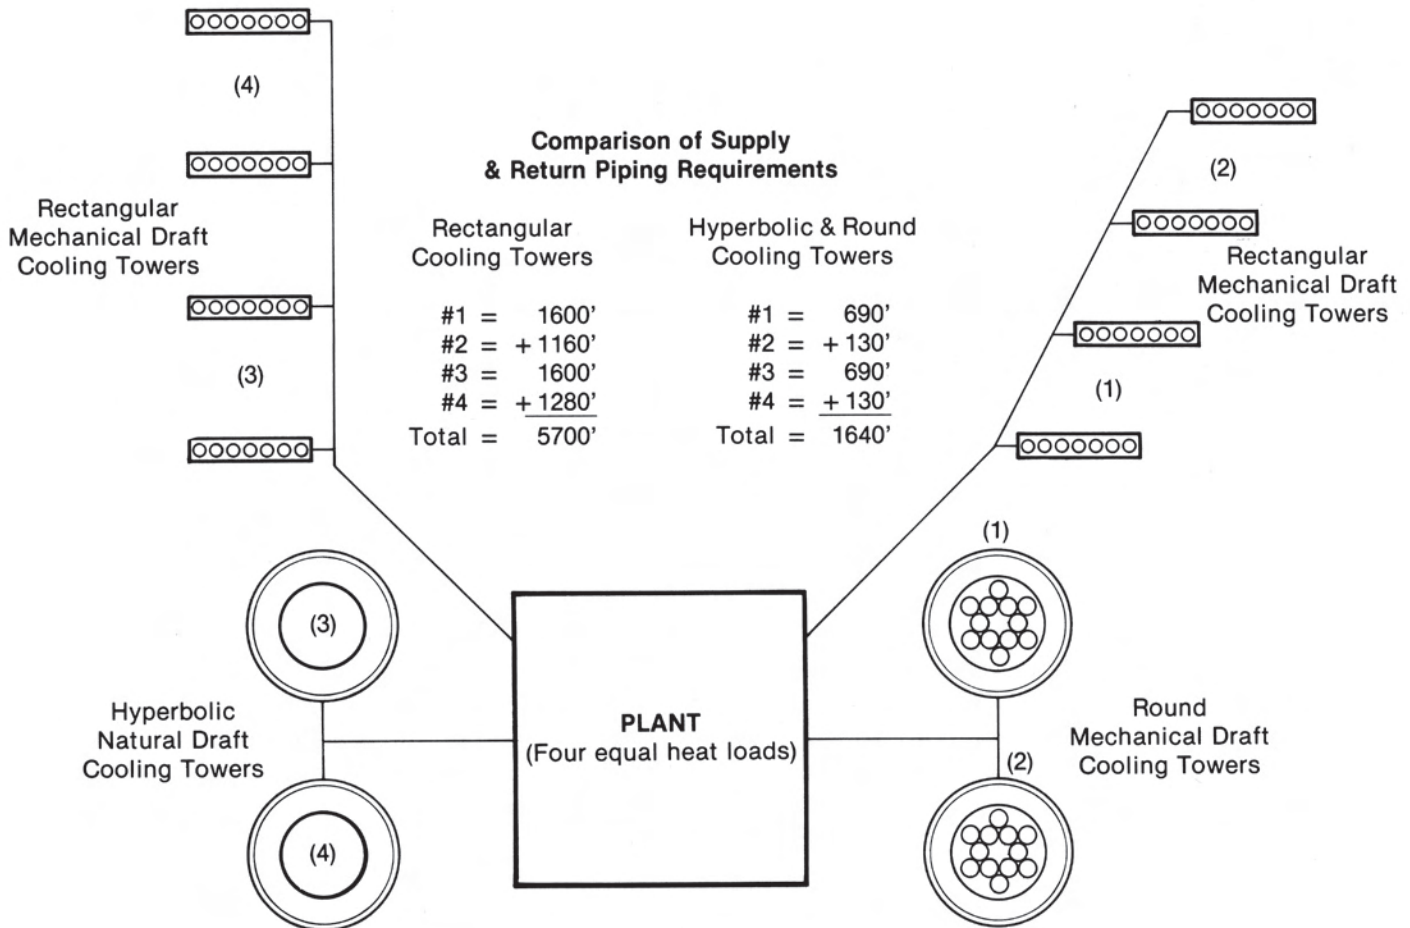 (4)
Rectangular
Mechanical Draft
Cooling Towers
(3)
Comparison of Supply
& Return Piping Requirements
Rectangular
Cooling Towers
#1 = 1600'
#2 = + 1160'
#3 = 1600'
#4 = + 1280'
Total = 5700'
Hyperbolic & Round
Cooling Towers
#1 = 690'
#2 = + 130'
#3 = 690'
#4 = + 130'
Total = 1640'
(2)
Rectangular
Mechanical Draft
Cooling Towers
(1)
(3)
Hyperbolic
Natural Draft
Cooling Towers
(4)
PLANT
(Four equal heat loads)
(1)
Round
Mechanical Draft
Cooling Towers
(2)